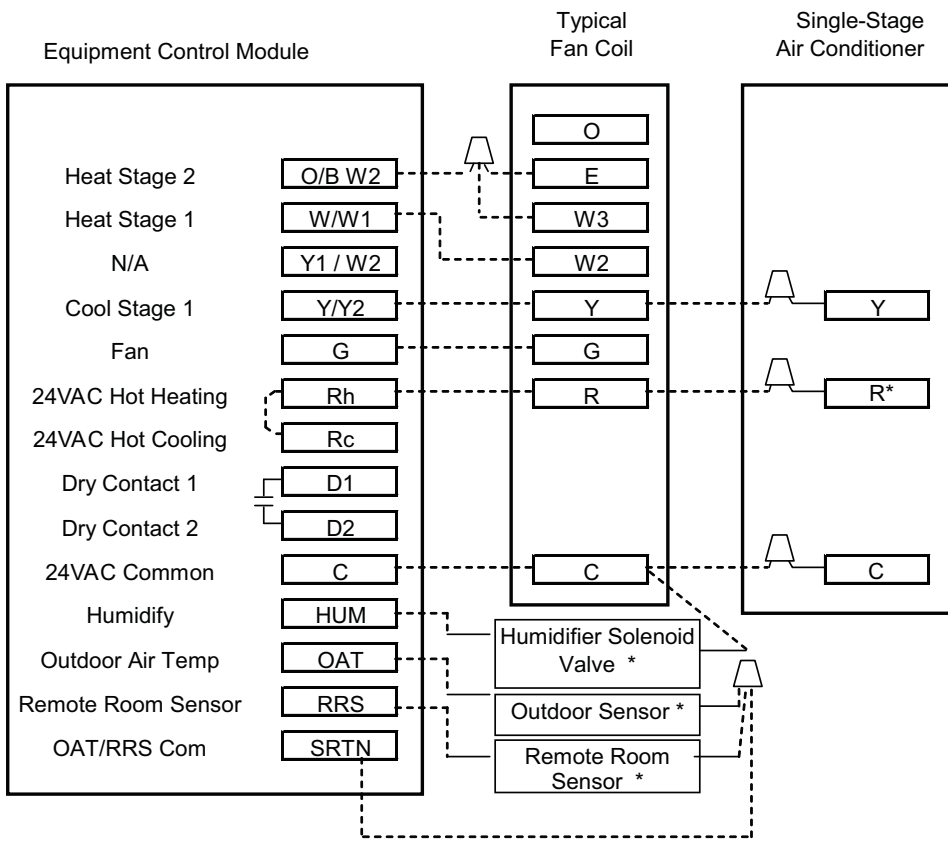 Typical
Fan Coil
Single-Stage
Air Conditioner
Equipment Control Module
O
Heat Stage 2 O/B W2 E
Heat Stage 1 W/W1 W3
N/A Y1 / W2 W2
Cool Stage 1 Y/Y2 Y Y
Fan G G
24VAC Hot Heating Rh R R*
24VAC Hot Cooling Rc
Dry Contact 1 D1
Dry Contact 2 D2
24VAC Common C C C
Humidify HUM
Humidifier Solenoid
Valve *
Outdoor Air Temp OAT
Outdoor Sensor *
Remote Room Sensor RRS
Remote Room
Sensor *
OAT/RRS Com SRTN